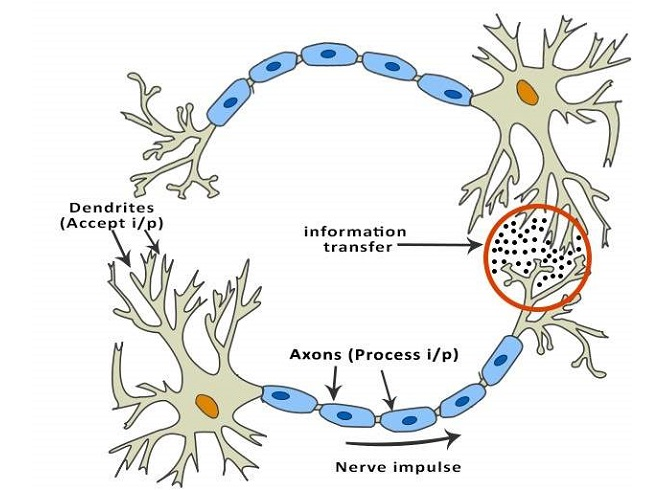 Dendrites
(Accept i/p)
information
transfer
Axons (Process i/p)
Nerve impulse